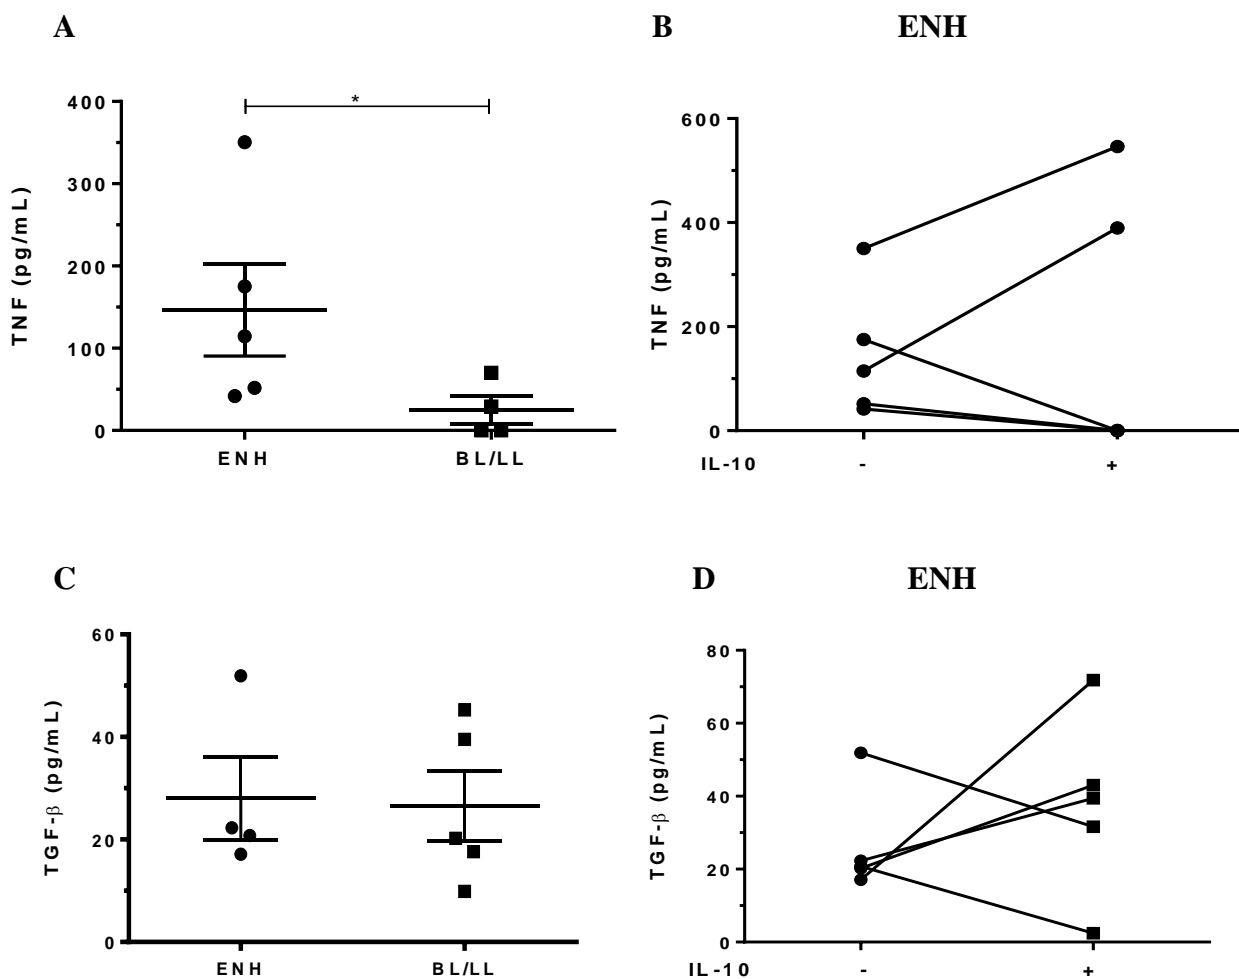 A
TNF (pg/mL)
400
300
200
100
0
*
ENH
BL/LL
B
ENH
TNF (pg/mL)
600
400
200
0
IL-10
-
+
C
TGF-β (pg/mL)
60
40
20
0
ENH
BL/LL
D
ENH
TGF-β (pg/mL)
80
60
40
20
0
IL-10
-
+